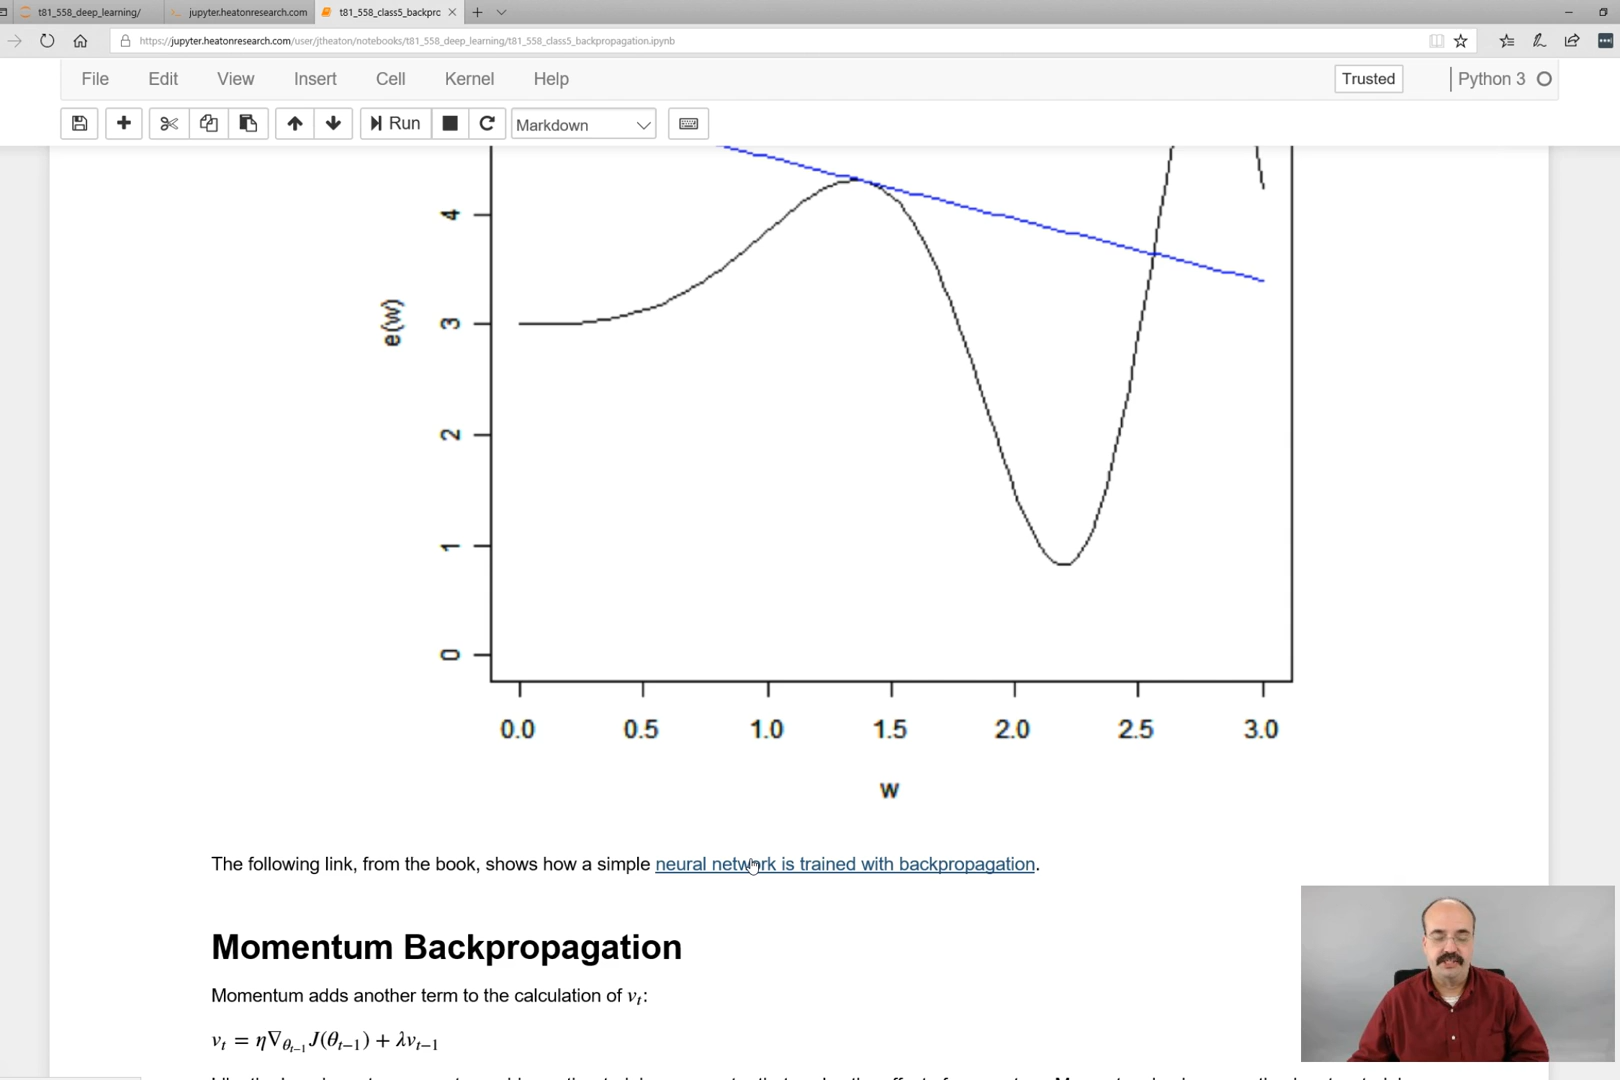 t81_558_deep_learning/ jupyter.heatonresearch.com t81_558_class5_backprc
https://jupyter.heatonresearch.com/user/jtheaton/notebooks/t81_558_deep_learning/t81_558_class5_backpropagation.ipynb
File Edit View Insert Cell Kernel Help Trusted Python 3
Run Markdown
4
3
2
1
0
e(w)
0.0 0.5 1.0 1.5 2.0 2.5 3.0
w
The following link, from the book, shows how a simple neural network is trained with backpropagation.
Momentum Backpropagation
Momentum adds another term to the calculation of vₜ:
vₜ = η∇θₜ₋₁ J(θₜ₋₁) + λvₜ₋₁